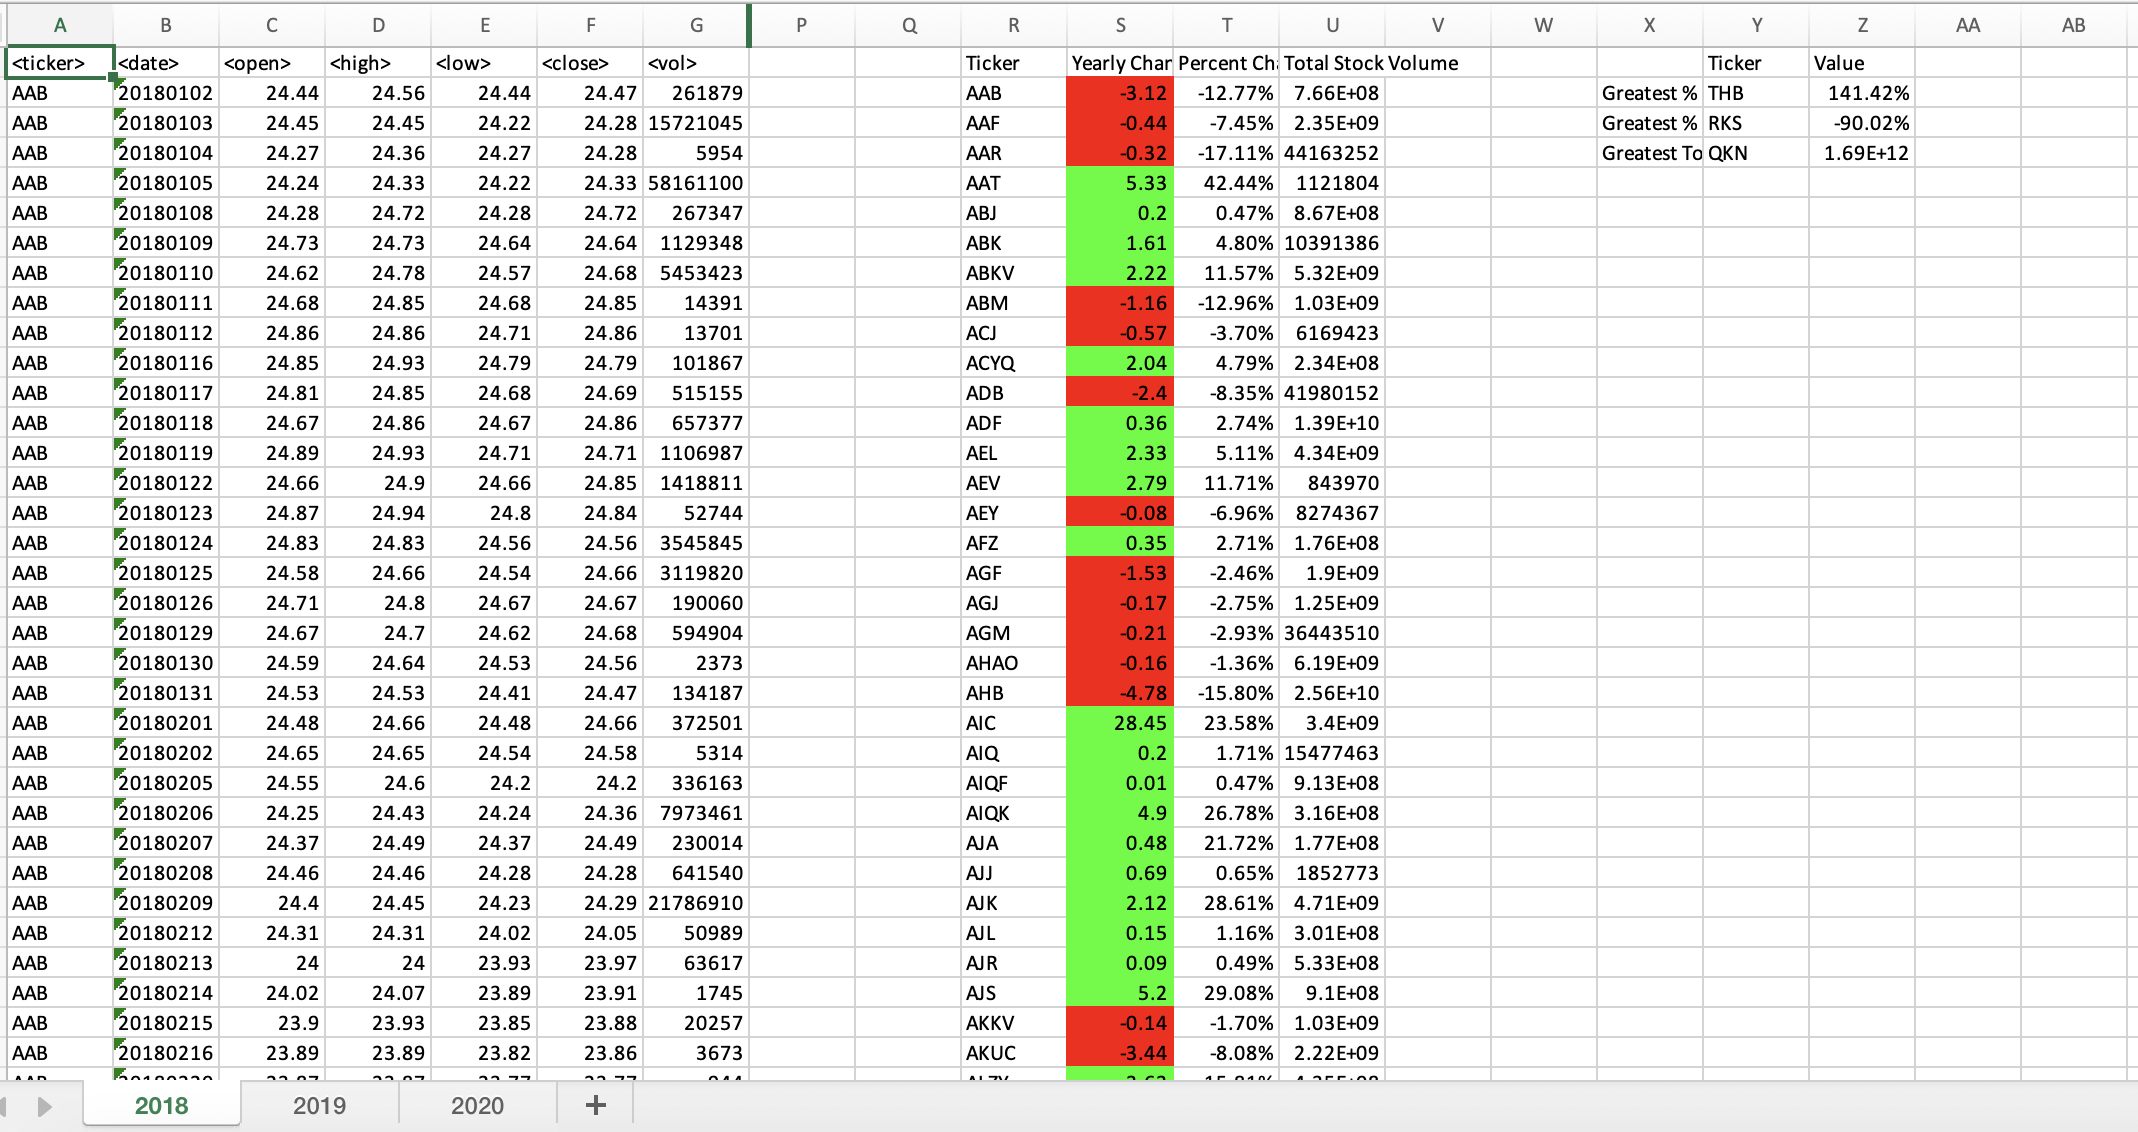 A B C D E F G P Q R S T U V W X Y Z AA AB
<ticker> <date> <open> <high> <low> <close> <vol> Ticker Yearly Char Percent Ch Total Stock Volume Ticker Value
AAB 20180102 24.44 24.56 24.44 24.47 261879 AAB -3.12 -12.77% 7.66E+08 Greatest % THB 141.42%
AAB 20180103 24.45 24.45 24.22 24.28 15721045 AAF -0.44 -7.45% 2.35E+09 Greatest % RKS -90.02%
AAB 20180104 24.27 24.36 24.27 24.28 5954 AAR -0.32 -17.11% 44163252 Greatest To QKN 1.69E+12
AAB 20180105 24.24 24.33 24.22 24.33 58161100 AAT 5.33 42.44% 1121804
AAB 20180108 24.28 24.72 24.28 24.72 267347 ABJ 0.2 0.47% 8.67E+08
AAB 20180109 24.73 24.73 24.64 24.64 1129348 ABK 1.61 4.80% 10391386
AAB 20180110 24.62 24.78 24.57 24.68 5453423 ABKV 2.22 11.57% 5.32E+09
AAB 20180111 24.68 24.85 24.68 24.85 14391 ABM -1.16 -12.96% 1.03E+09
AAB 20180112 24.86 24.86 24.71 24.86 13701 ACJ -0.57 -3.70% 6169423
AAB 20180116 24.85 24.93 24.79 24.79 101867 ACYQ 2.04 4.79% 2.34E+08
AAB 20180117 24.81 24.85 24.68 24.69 515155 ADB -2.4 -8.35% 41980152
AAB 20180118 24.67 24.86 24.67 24.86 657377 ADF 0.36 2.74% 1.39E+10
AAB 20180119 24.89 24.93 24.71 24.71 1106987 AEL 2.33 5.11% 4.34E+09
AAB 20180122 24.66 24.9 24.66 24.85 1418811 AEV 2.79 11.71% 843970
AAB 20180123 24.87 24.94 24.8 24.84 52744 AEY -0.08 -6.96% 8274367
AAB 20180124 24.83 24.83 24.56 24.56 3545845 AFZ 0.35 2.71% 1.76E+08
AAB 20180125 24.58 24.66 24.54 24.66 3119820 AGF -1.53 -2.46% 1.9E+09
AAB 20180126 24.71 24.8 24.67 24.67 190060 AGJ -0.17 -2.75% 1.25E+09
AAB 20180129 24.67 24.7 24.62 24.68 594904 AGM -0.21 -2.93% 36443510
AAB 20180130 24.59 24.64 24.53 24.56 2373 AHAO -0.16 -1.36% 6.19E+09
AAB 20180131 24.53 24.53 24.41 24.47 134187 AHB -4.78 -15.80% 2.56E+10
AAB 20180201 24.48 24.66 24.48 24.66 372501 AIC 28.45 23.58% 3.4E+09
AAB 20180202 24.65 24.65 24.54 24.58 5314 AIQ 0.2 1.71% 15477463
AAB 20180205 24.55 24.6 24.2 24.2 336163 AIQF 0.01 0.47% 9.13E+08
AAB 20180206 24.25 24.43 24.24 24.36 7973461 AIQK 4.9 26.78% 3.16E+08
AAB 20180207 24.37 24.49 24.37 24.49 230014 AJA 0.48 21.72% 1.77E+08
AAB 20180208 24.46 24.46 24.28 24.28 641540 AJJ 0.69 0.65% 1852773
AAB 20180209 24.4 24.45 24.23 24.29 21786910 AJK 2.12 28.61% 4.71E+09
AAB 20180212 24.31 24.31 24.02 24.05 50989 AJL 0.15 1.16% 3.01E+08
AAB 20180213 24 24 23.93 23.97 63617 AJR 0.09 0.49% 5.33E+08
AAB 20180214 24.02 24.07 23.89 23.91 1745 AJS 5.2 29.08% 9.1E+08
AAB 20180215 23.9 23.93 23.85 23.88 20257 AKKV -0.14 -1.70% 1.03E+09
AAB 20180216 23.89 23.89 23.82 23.86 3673 AKUC -3.44 -8.08% 2.22E+09
2018 2019 2020